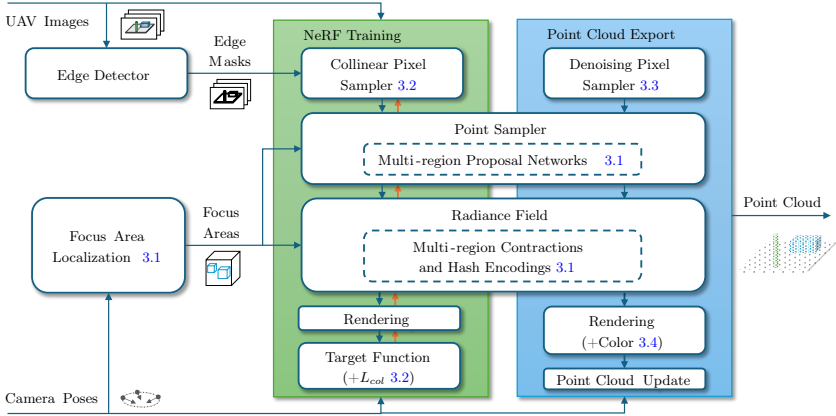 UAV Images
Edge Detector
Edge
Masks
Focus Area
Localization 3.1
Focus
Areas
Camera Poses
NeRF Training
Collinear Pixel
Sampler 3.2
Point Cloud Export
Denoising Pixel
Sampler 3.3
Point Sampler
Multi-region Proposal Networks 3.1
Radiance Field
Multi-region Contractions
and Hash Encodings 3.1
Rendering
Target Function
(+L_col 3.2)
Rendering
(+Color 3.4)
Point Cloud Update
Point Cloud